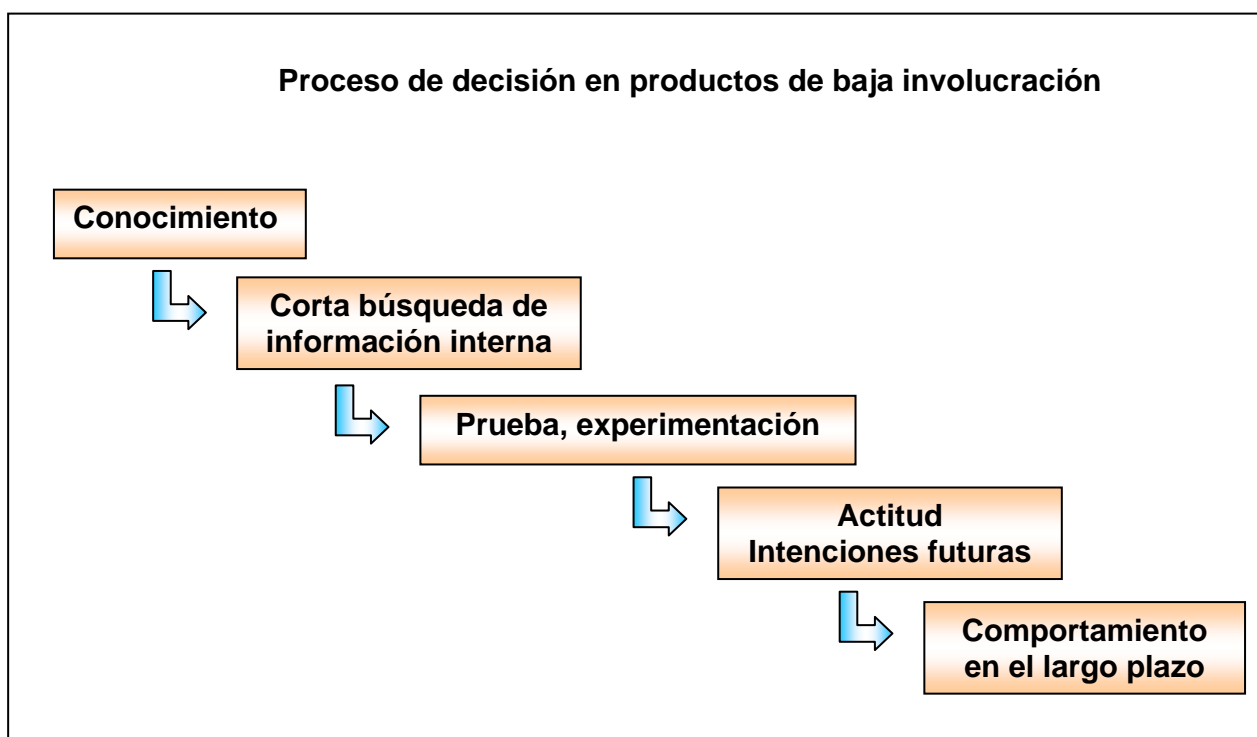 Proceso de decisión en productos de baja involucración
Conocimiento
Corta búsqueda de
información interna
Prueba, experimentación
Actitud
Intenciones futuras
Comportamiento
en el largo plazo